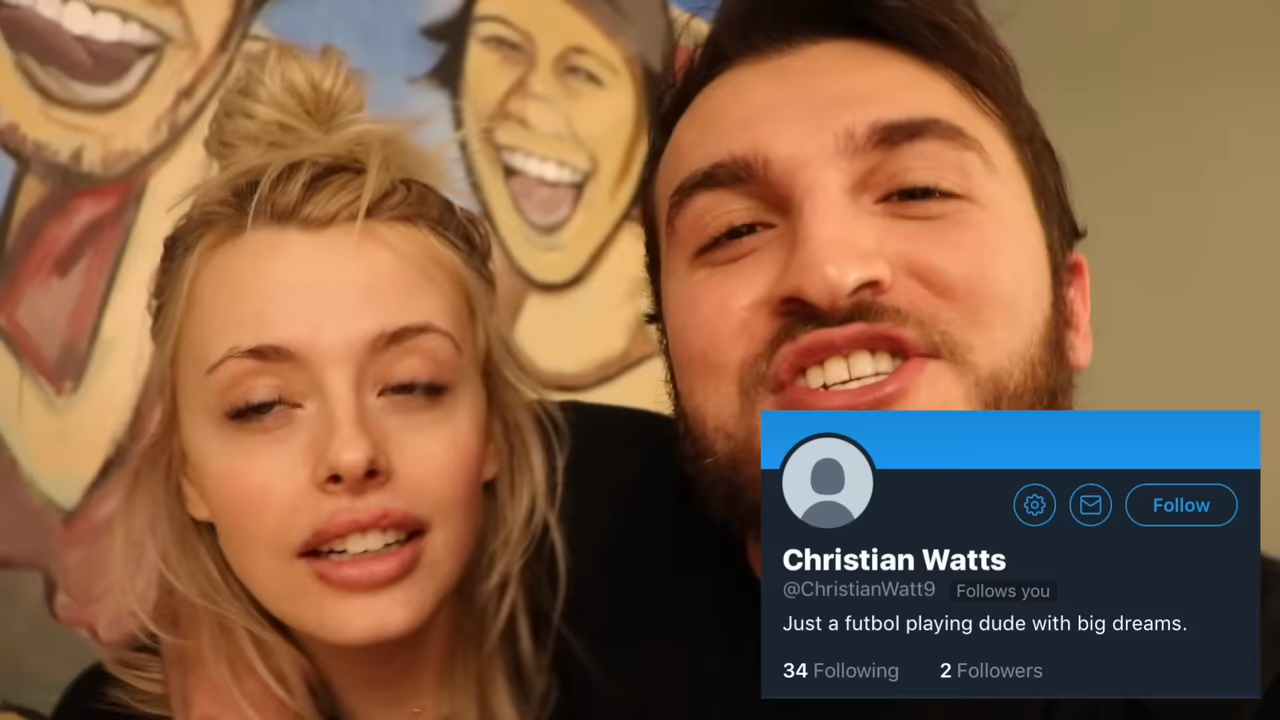 Follow
Christian Watts
@ChristianWatt9 Follows you
Just a futbol playing dude with big dreams.
34 Following 2 Followers